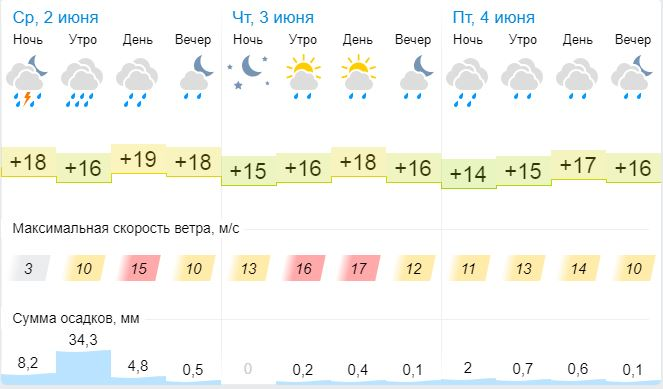 Ср, 2 июня Чт, 3 июня Пт, 4 июня
Ночь Утро День Вечер Ночь Утро День Вечер Ночь Утро День Вечер
+18 +16 +19 +18 +15 +16 +18 +16 +14 +15 +17 +16
Максимальная скорость ветра, м/с
3 10 15 10 13 16 17 12 11 13 14 10
Сумма осадков, мм
8,2 34,3 4,8 0,5 0 0,2 0,4 0,1 2 0,7 0,6 0,1